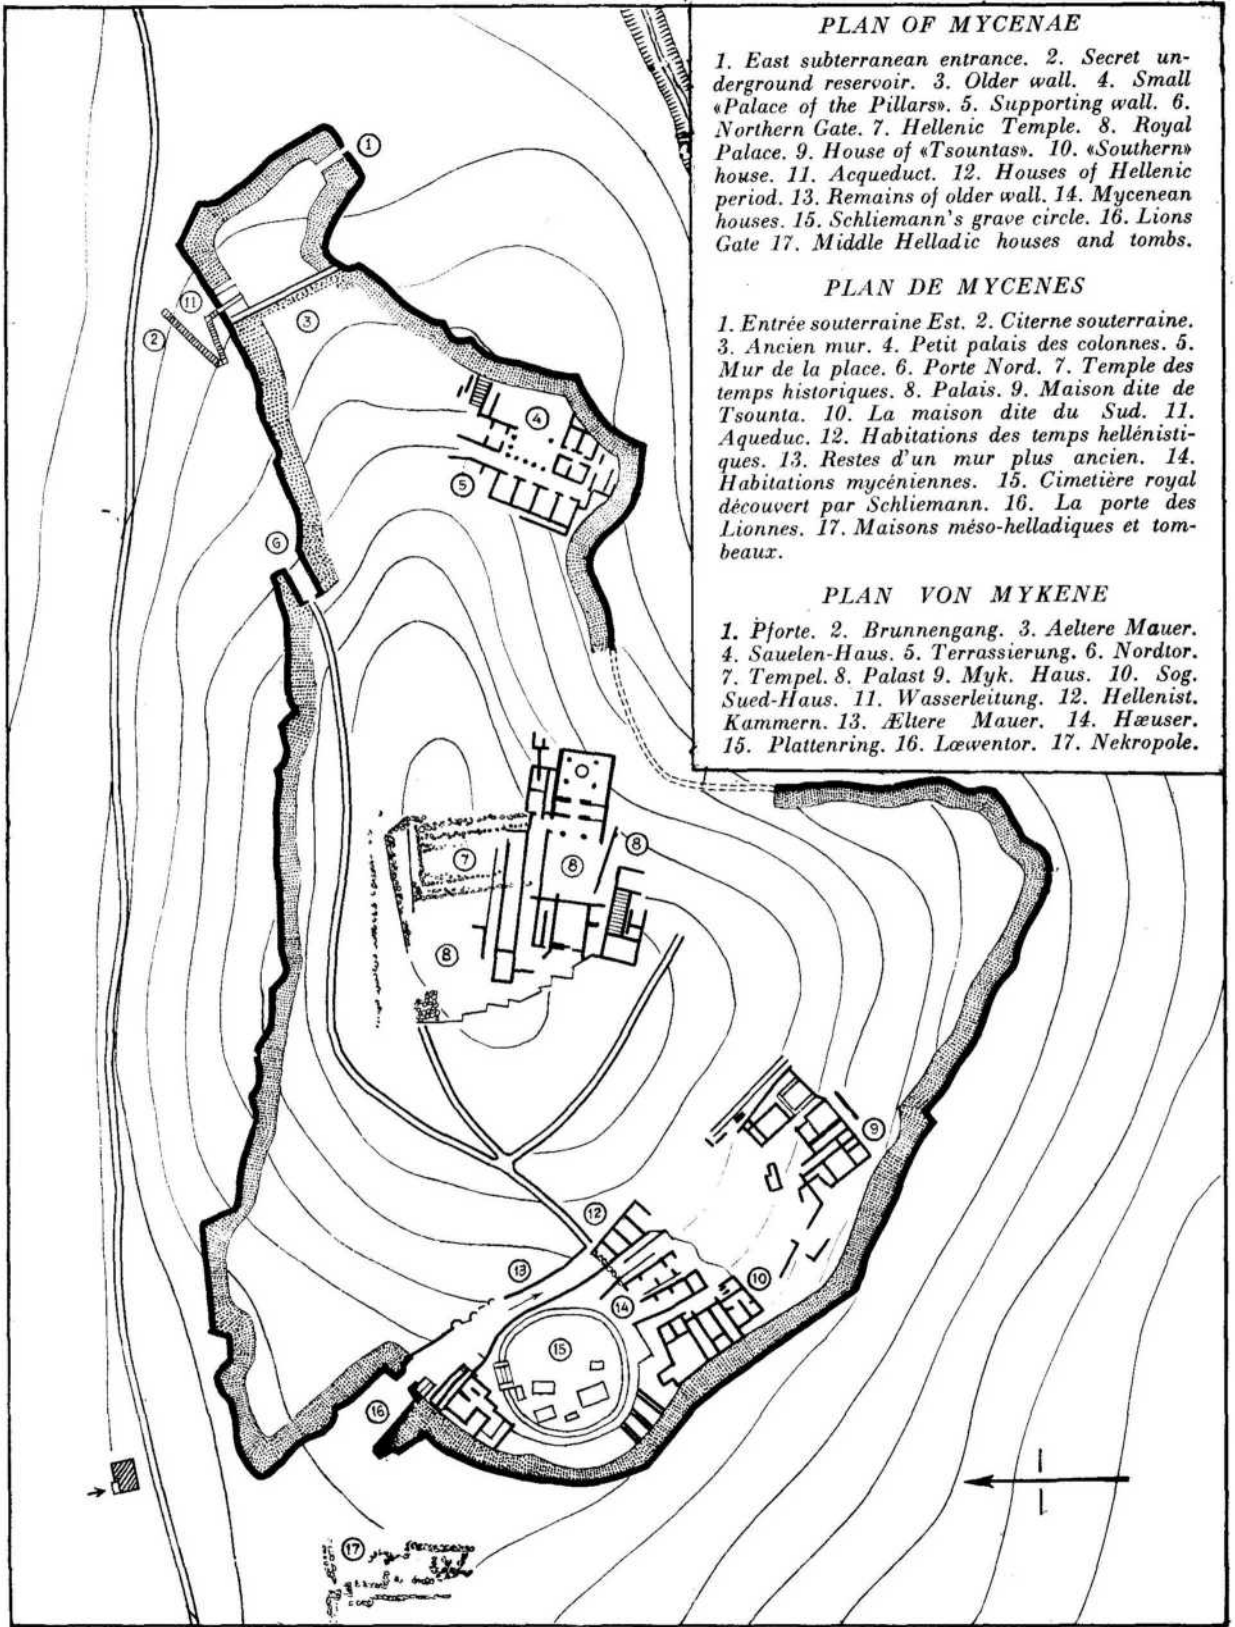 PLAN OF MYCENAE
1. East subterranean entrance. 2. Secret un-
derground reservoir. 3. Older wall. 4. Small
«Palace of the Pillars». 5. Supporting wall. 6.
Northern Gate. 7. Hellenic Temple. 8. Royal
Palace. 9. House of «Tsountas». 10. «Southern»
house. 11. Acqueduct. 12. Houses of Hellenic
period. 13. Remains of older wall. 14. Mycenean
houses. 15. Schliemann's grave circle. 16. Lions
Gate 17. Middle Helladic houses and tombs.
PLAN DE MYCENES
1. Entrée souterraine Est. 2. Citerne souterraine.
3. Ancien mur. 4. Petit palais des colonnes. 5.
Mur de la place. 6. Porte Nord. 7. Temple des
temps historiques. 8. Palais. 9. Maison dite de
Tsounta. 10. La maison dite du Sud. 11.
Aqueduc. 12. Habitations des temps hellénisti-
ques. 13. Restes d'un mur plus ancien. 14.
Habitations mycéniennes. 15. Cimetière royal
découvert par Schliemann. 16. La porte des
Lionnes. 17. Maisons méso-helladiques et tom-
beaux.
PLAN VON MYKENE
1. Pforte. 2. Brunnengang. 3. Aeltere Mauer.
4. Sauelen-Haus. 5. Terrassierung. 6. Nordtor.
7. Tempel. 8. Palast 9. Myk. Haus. 10. Sog.
Sued-Haus. 11. Wasserleitung. 12. Hellenist.
Kammern. 13. Æltere Mauer. 14. Hæuser.
15. Plattenring. 16. Lœwentor. 17. Nekropole.
1
11
3
2
4
5
6
7
8
8
8
9
12
13
10
14
15
16
17